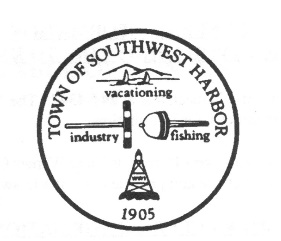 TOWN OF SOUTHWEST HARBOR
vacationing
industry fishing
1905